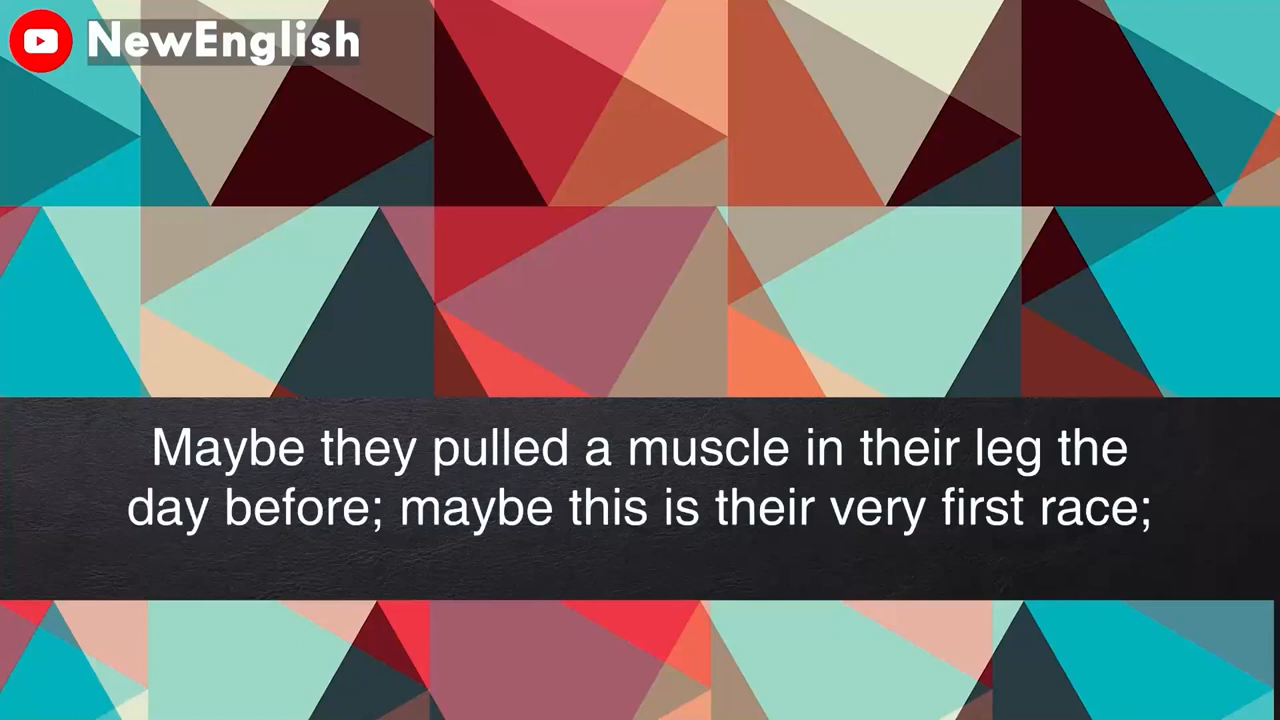 NewEnglish
Maybe they pulled a muscle in their leg the
day before; maybe this is their very first race;